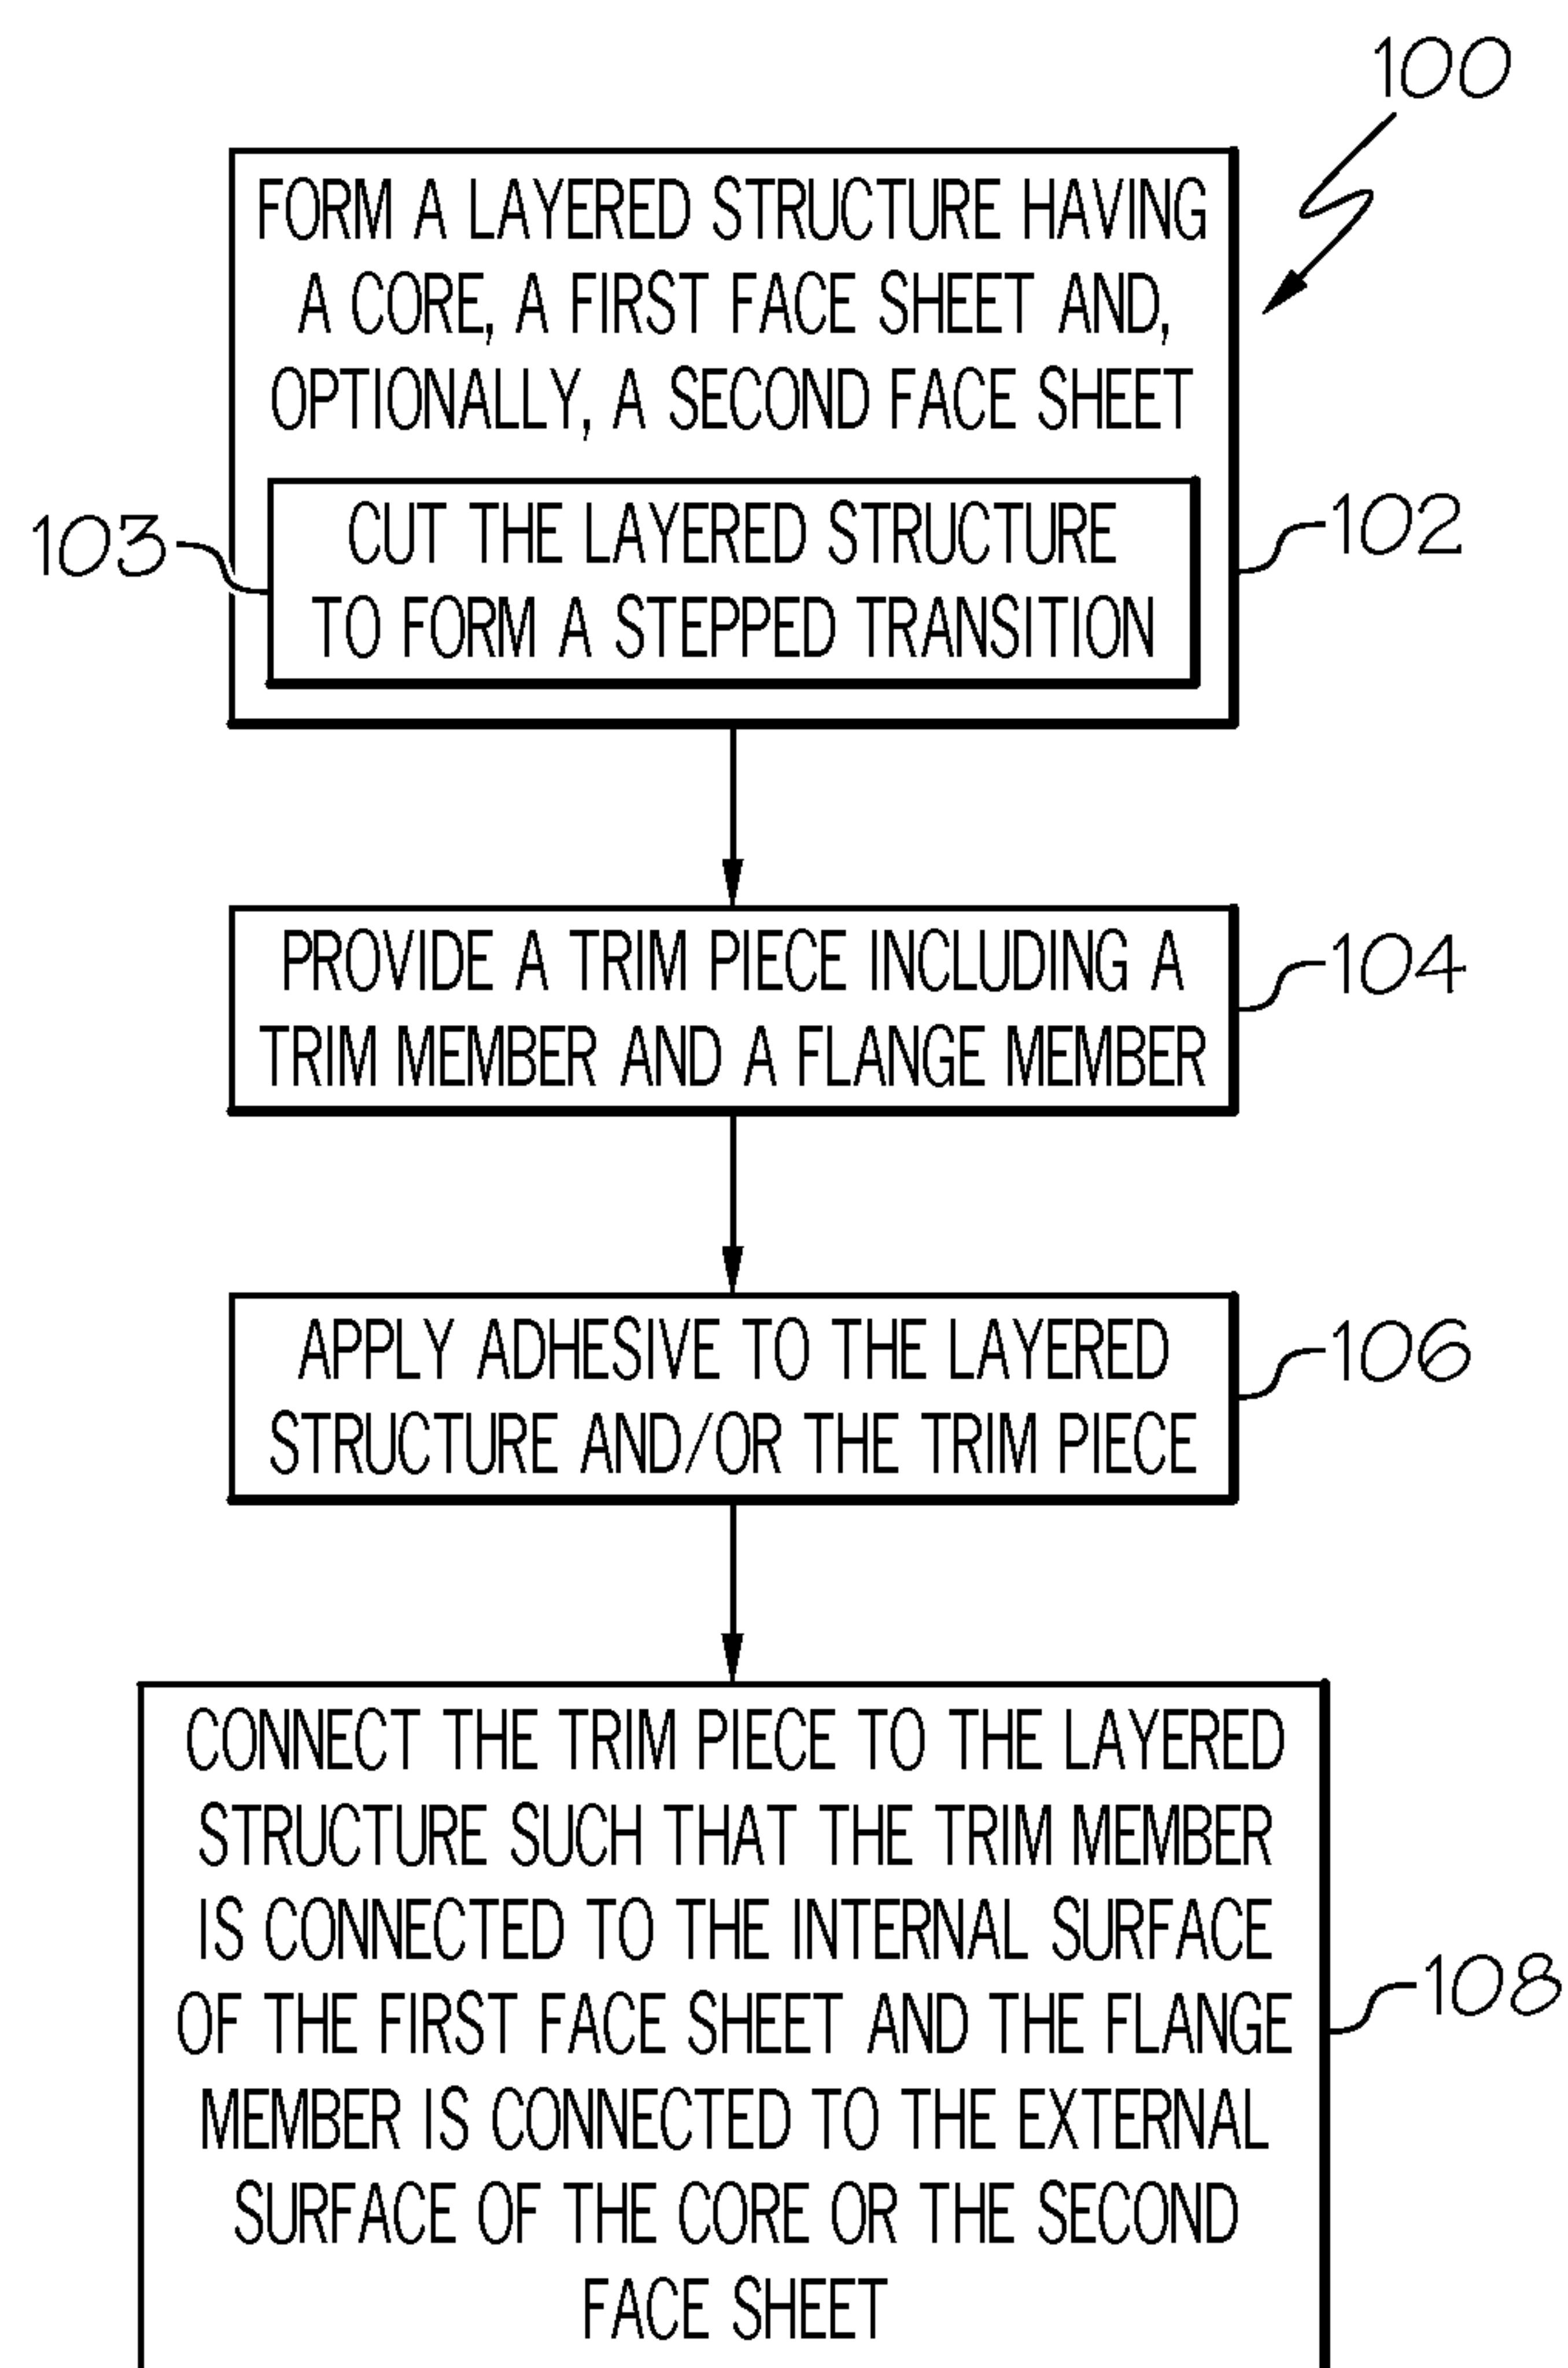 100
FORM A LAYERED STRUCTURE HAVING
A CORE, A FIRST FACE SHEET AND,
OPTIONALLY, A SECOND FACE SHEET
103
CUT THE LAYERED STRUCTURE
TO FORM A STEPPED TRANSITION
102
PROVIDE A TRIM PIECE INCLUDING A
TRIM MEMBER AND A FLANGE MEMBER
104
APPLY ADHESIVE TO THE LAYERED
STRUCTURE AND/OR THE TRIM PIECE
106
CONNECT THE TRIM PIECE TO THE LAYERED
STRUCTURE SUCH THAT THE TRIM MEMBER
IS CONNECTED TO THE INTERNAL SURFACE
OF THE FIRST FACE SHEET AND THE FLANGE
MEMBER IS CONNECTED TO THE EXTERNAL
SURFACE OF THE CORE OR THE SECOND
FACE SHEET
108